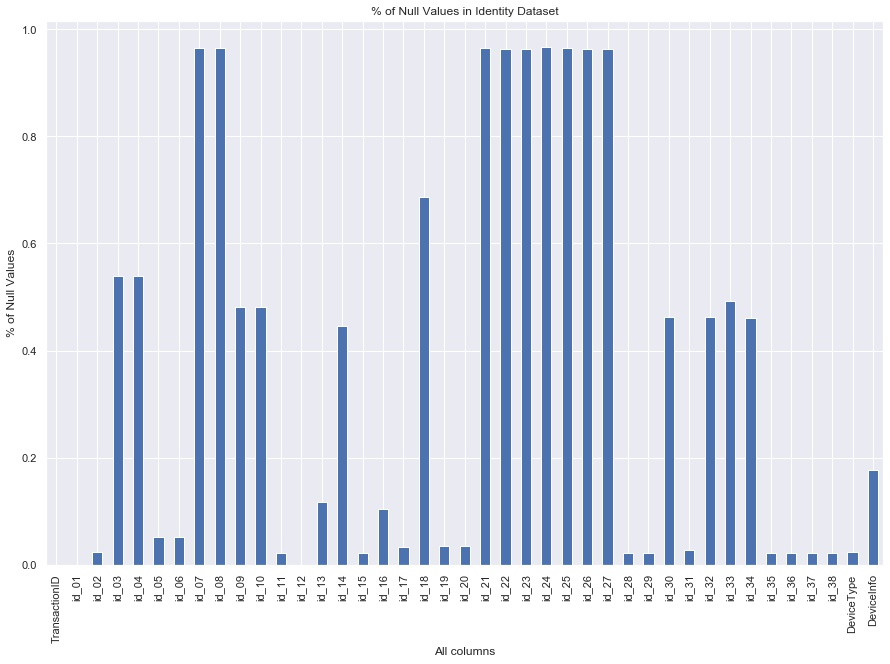 % of Null Values in Identity Dataset
1.0
0.8
0.6
0.4
0.2
0.0
% of Null Values
TransactionID
id_01
id_02
id_03
id_04
id_05
id_06
id_07
id_08
id_09
id_10
id_11
id_12
id_13
id_14
id_15
id_16
id_17
id_18
id_19
id_20
id_21
id_22
id_23
id_24
id_25
id_26
id_27
id_28
id_29
id_30
id_31
id_32
id_33
id_34
id_35
id_36
id_37
id_38
DeviceType
DeviceInfo
All columns